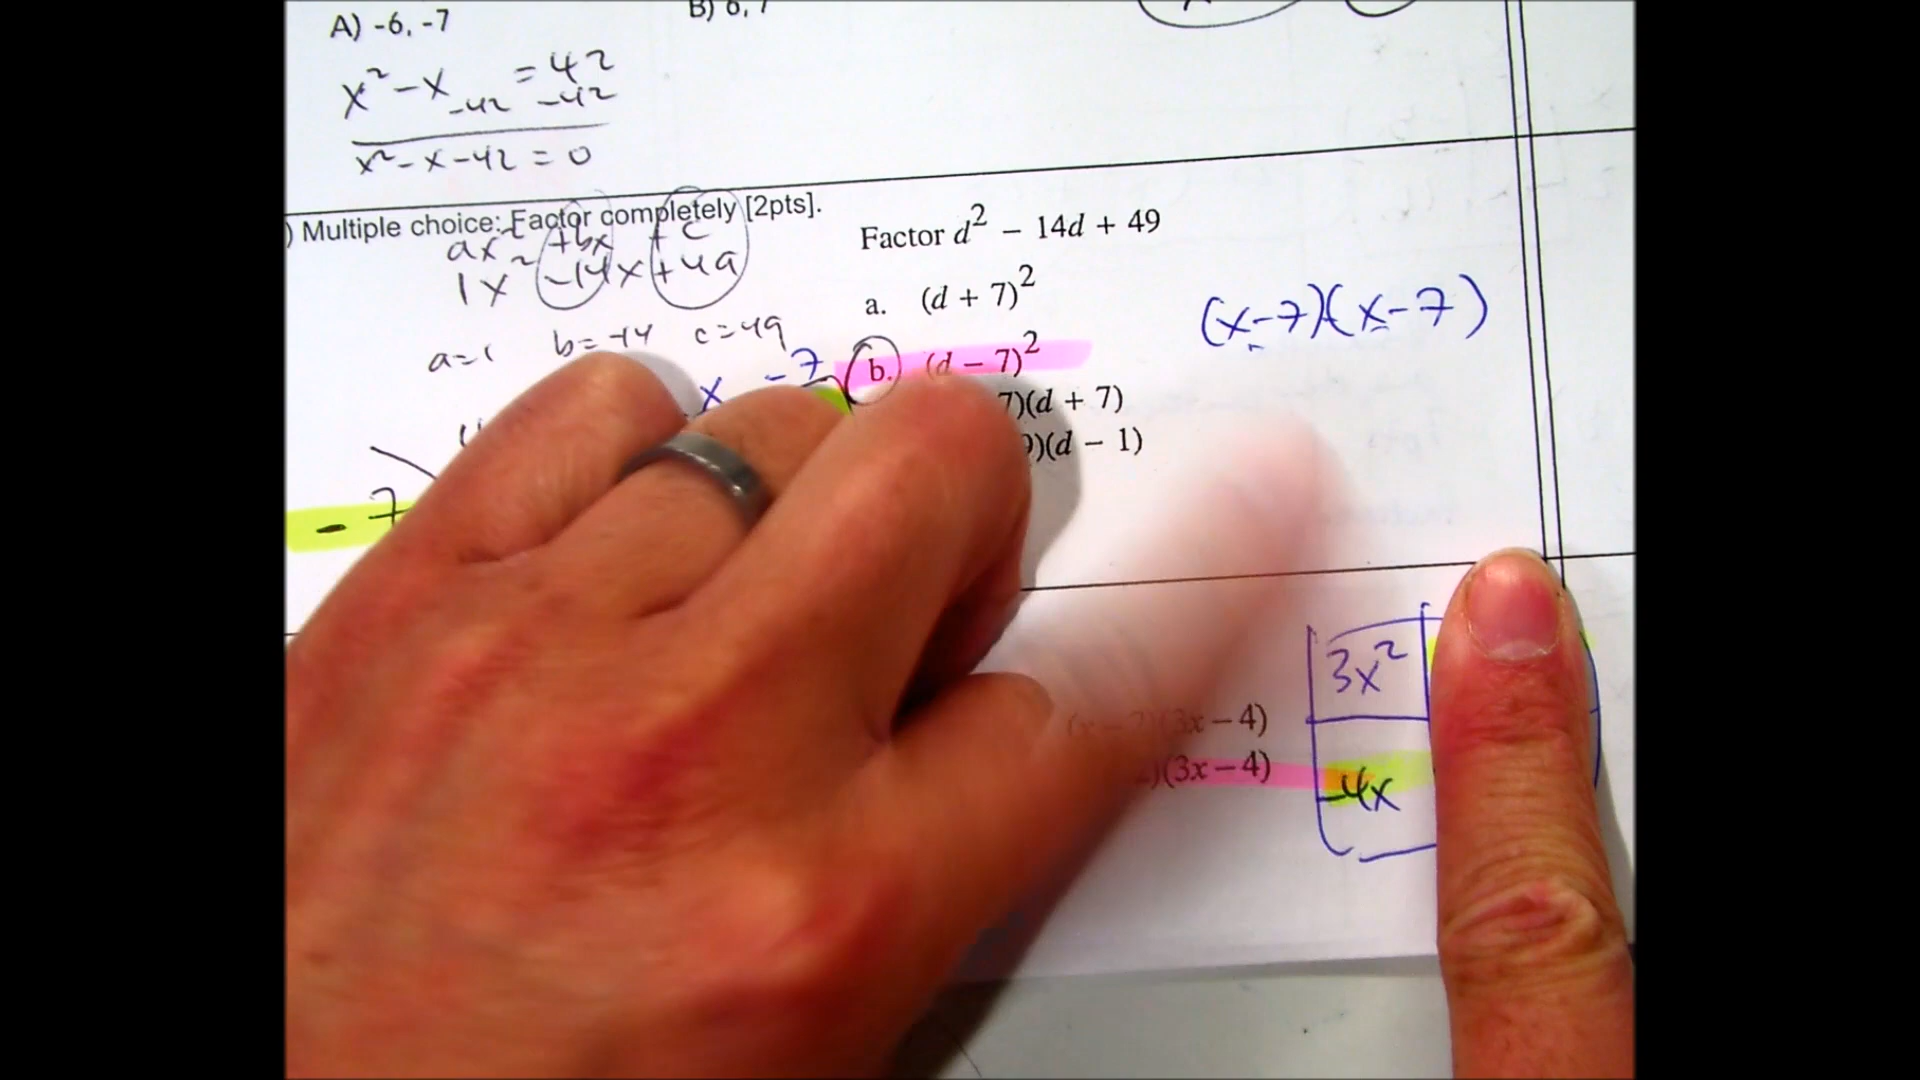 A) -6, -7
B) 6, 7
x² - x = 42
-42 -42
x² - x - 42 = 0
) Multiple choice: Factor completely [2pts].
ax² + bx + c
1x² - 14x + 49
a=1 b=-14 c=49
x - 7
- 7
Factor d² - 14d + 49
a. (d + 7)²
b. (d - 7)²
7)(d + 7)
)(d - 1)
(x-7)(x-7)
(3x - 4)
)(3x - 4)
3x²
-4x